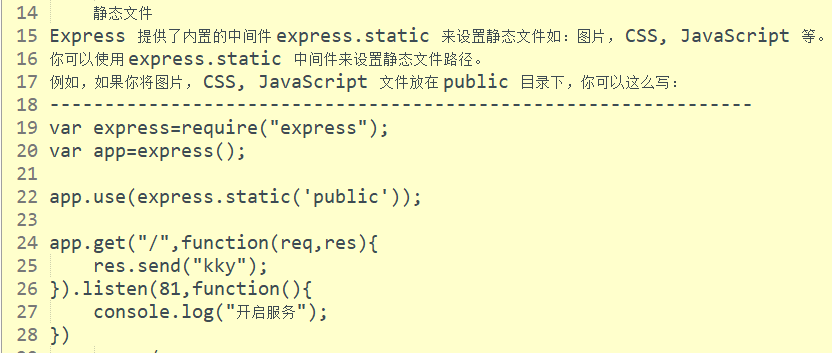 14 静态文件
15 Express 提供了内置的中间件 express.static 来设置静态文件如：图片， CSS, JavaScript 等。
16 你可以使用 express.static 中间件来设置静态文件路径。
17 例如，如果你将图片， CSS, JavaScript 文件放在 public 目录下，你可以这么写：
18 -----------------------------------------------------------------
19 var express=require("express");
20 var app=express();
21
22 app.use(express.static('public'));
23
24 app.get("/",function(req,res){
25     res.send("kky");
26 }).listen(81,function(){
27     console.log("开启服务");
28 })